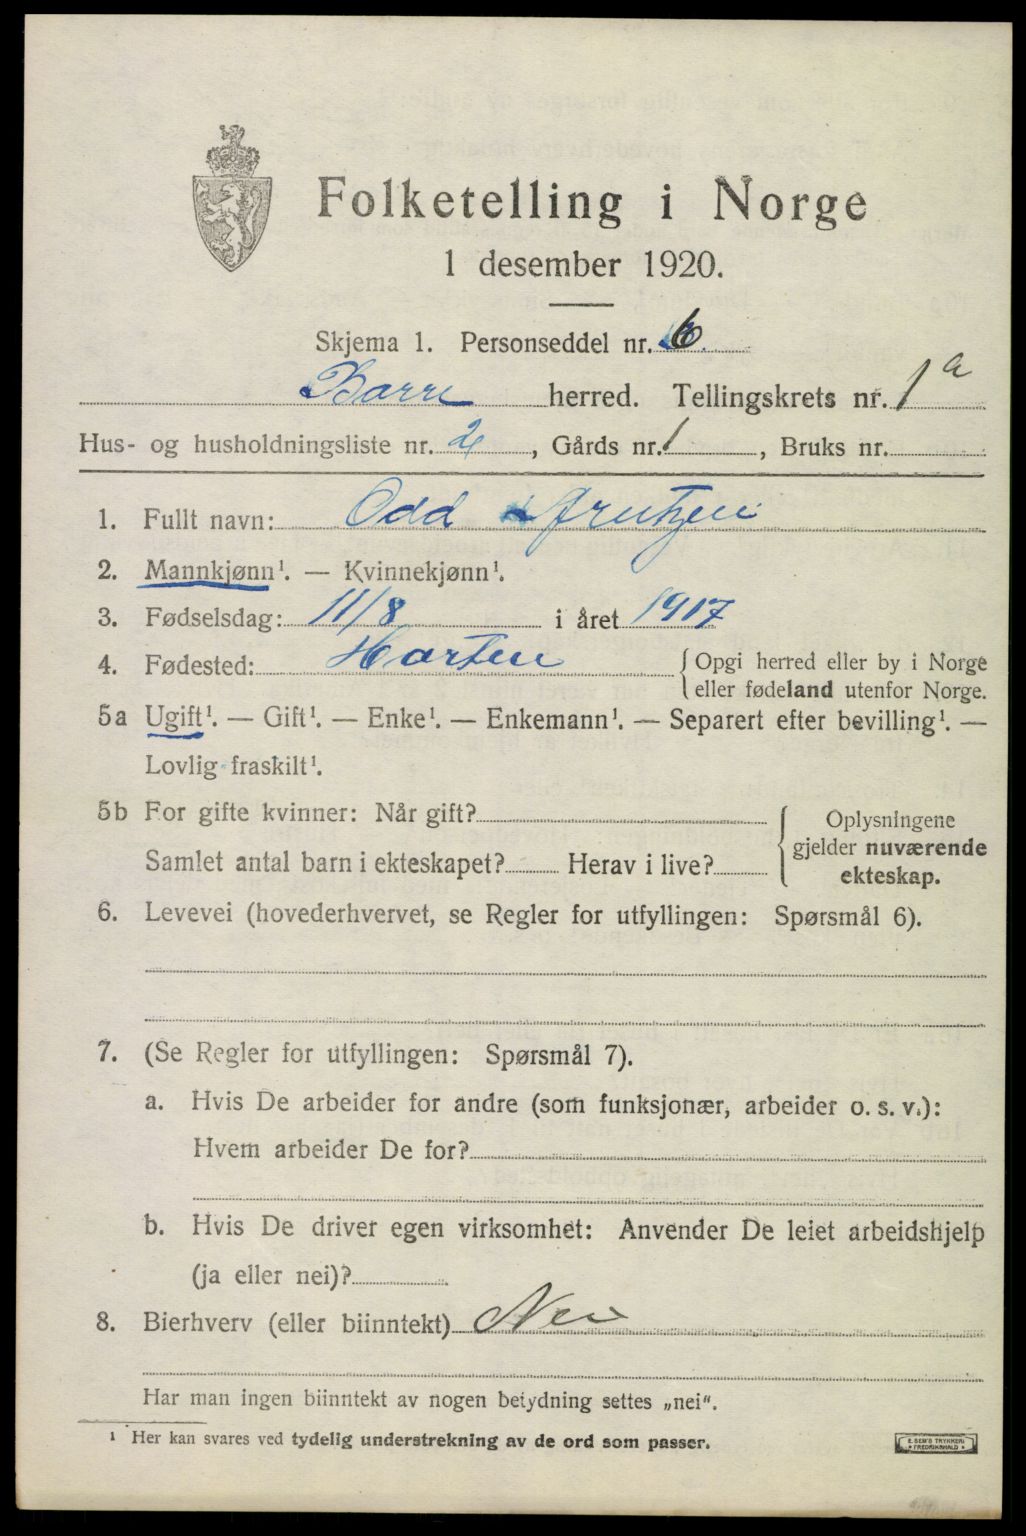 Folketelling i Norge
1 desember 1920.
Skjema 1. Personseddel nr. 6
Borre herred. Tellingskrets nr. 1a
Hus- og husholdningsliste nr. 2, Gårds nr. 1, Bruks nr.
1. Fullt navn: Odd
2. Mannkjønn¹. — Kvinnekjønn¹.
3. Fødselsdag: 11/8 i året 1917
4. Fødested: Horten {Opgi herred eller by i Norge
eller fødeland utenfor Norge.
5a Ugift¹. — Gift¹. — Enke¹. — Enkemann¹. — Separert efter bevilling¹. —
Lovlig fraskilt¹.
5b For gifte kvinner: Når gift? { Oplysningene
gjelder nuværende
Samlet antal barn i ekteskapet? Herav i live?
ekteskap.
6. Levevei (hovederhvervet, se Regler for utfyllingen: Spørsmål 6).
7. (Se Regler for utfyllingen: Spørsmål 7).
a. Hvis De arbeider for andre (som funksjonær, arbeider o. s. v.):
Hvem arbeider De for?
b. Hvis De driver egen virksomhet: Anvender De leiet arbeidshjelp
(ja eller nei)?
8. Bierhverv (eller biinntekt) Nei
Har man ingen biinntekt av nogen betydning settes „nei".
¹ Her kan svares ved tydelig understrekning av de ord som passer.
E. SEM'S TRYKKERI
FREDRIKSHALD